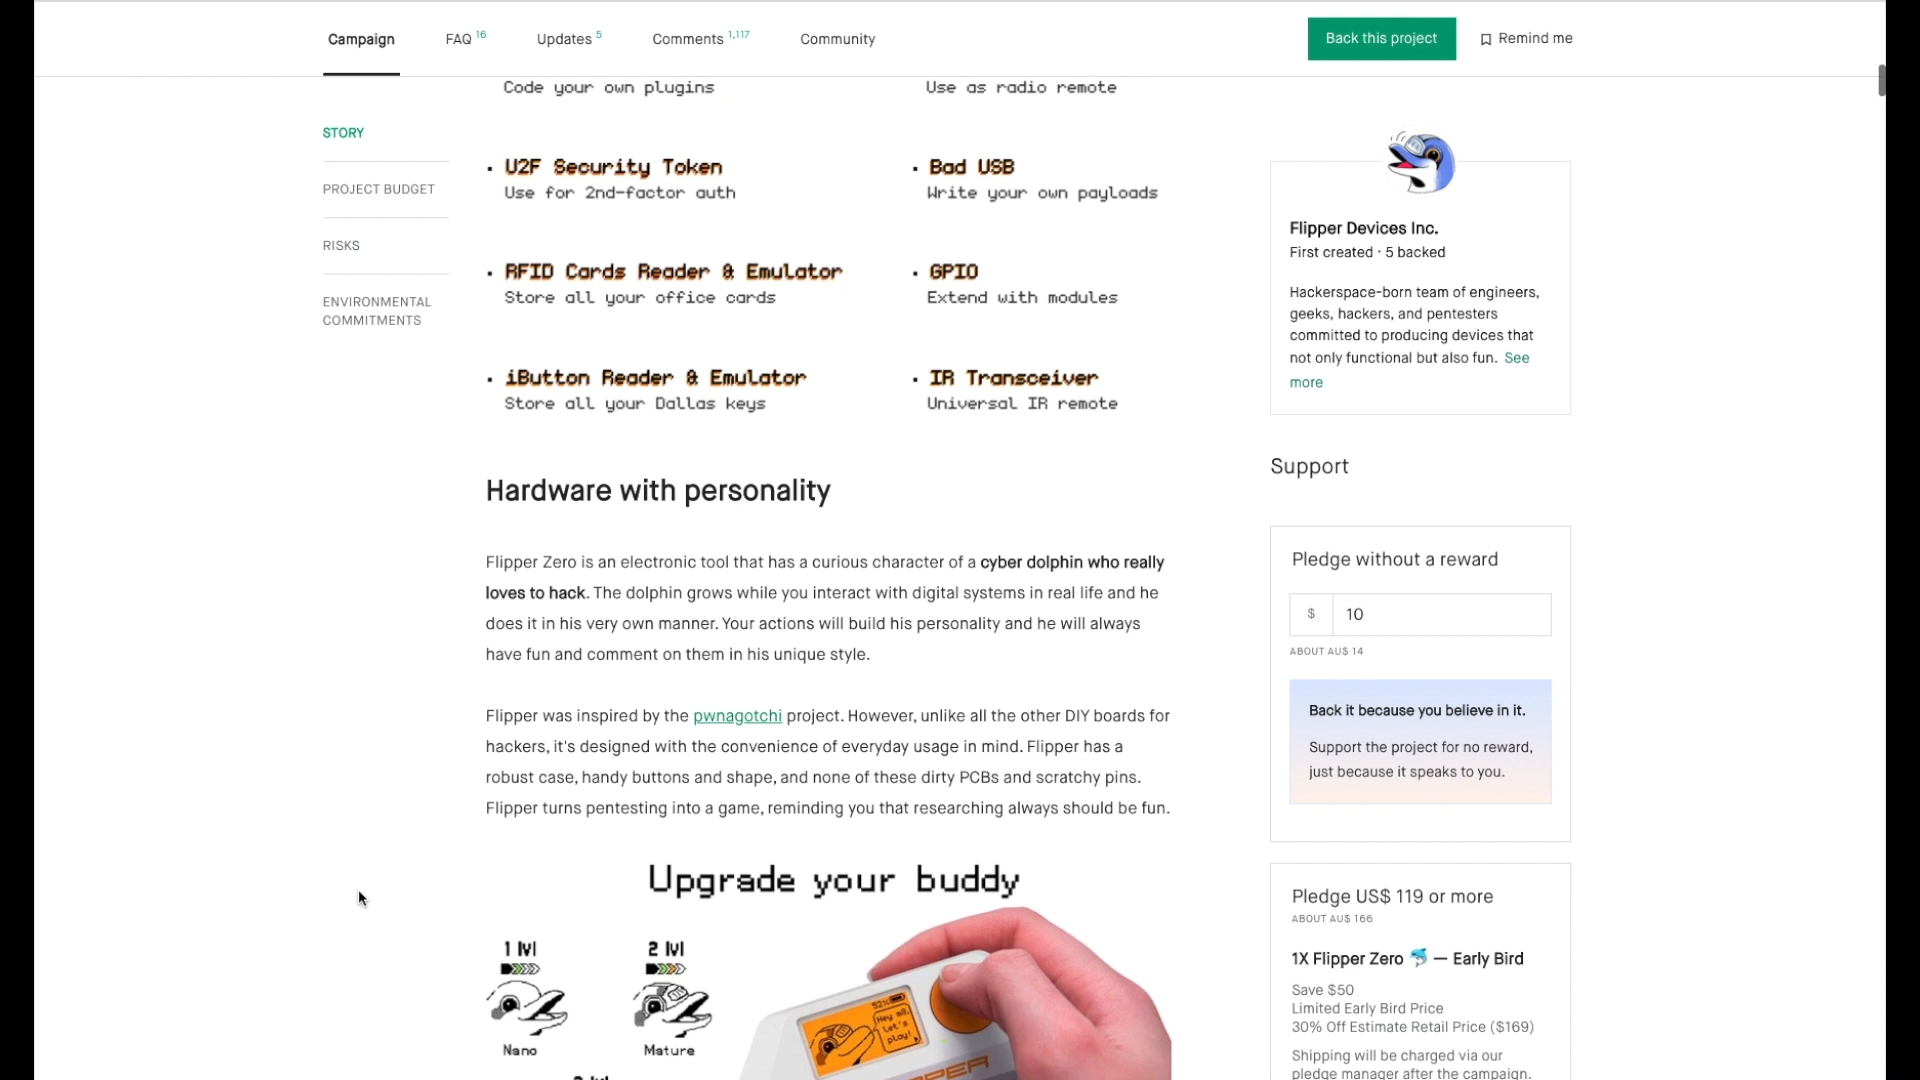 Campaign
FAQ 16
Updates 5
Comments 1,117
Community
Back this project
Remind me
STORY
PROJECT BUDGET
RISKS
ENVIRONMENTAL
COMMITMENTS
Code your own plugins
Use as radio remote
U2F Security Token
Use for 2nd-factor auth
Bad USB
Write your own payloads
RFID Cards Reader & Emulator
Store all your office cards
GPIO
Extend with modules
iButton Reader & Emulator
Store all your Dallas keys
IR Transceiver
Universal IR remote
Hardware with personality
Flipper Zero is an electronic tool that has a curious character of a cyber dolphin who really
loves to hack. The dolphin grows while you interact with digital systems in real life and he
does it in his very own manner. Your actions will build his personality and he will always
have fun and comment on them in his unique style.
Flipper was inspired by the pwnagotchi project. However, unlike all the other DIY boards for
hackers, it's designed with the convenience of everyday usage in mind. Flipper has a
robust case, handy buttons and shape, and none of these dirty PCBs and scratchy pins.
Flipper turns pentesting into a game, reminding you that researching always should be fun.
Upgrade your buddy
1 lvl
2 lvl
Nano
Mature
3 lvl
52%
Hey m8,
Let's
play!
FLIPPER
Flipper Devices Inc.
First created · 5 backed
Hackerspace-born team of engineers,
geeks, hackers, and pentesters
committed to producing devices that
not only functional but also fun. See
more
Support
Pledge without a reward
$ 10
ABOUT AU$ 14
Back it because you believe in it.
Support the project for no reward,
just because it speaks to you.
Pledge US$ 119 or more
ABOUT AU$ 166
1X Flipper Zero 🐬 — Early Bird
Save $50
Limited Early Bird Price
30% Off Estimate Retail Price ($169)
Shipping will be charged via our
pledge manager after the campaign.